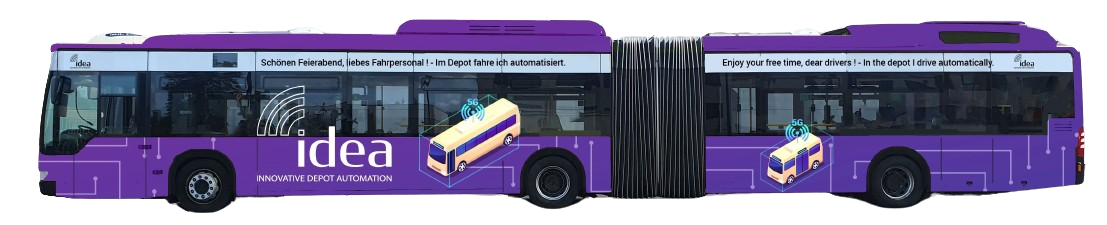 idea
Schönen Feierabend, liebes Fahrpersonal ! - Im Depot fahre ich automatisiert.
Enjoy your free time, dear drivers ! - In the depot I drive automatically.
idea
5G
5G
idea
INNOVATIVE DEPOT AUTOMATION